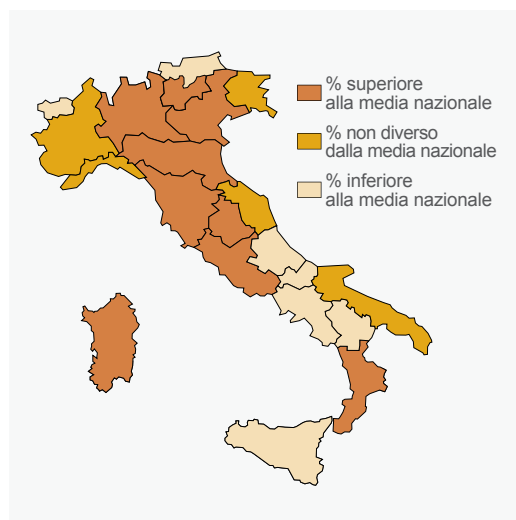 % superiore
alla media nazionale
% non diverso
dalla media nazionale
% inferiore
alla media nazionale